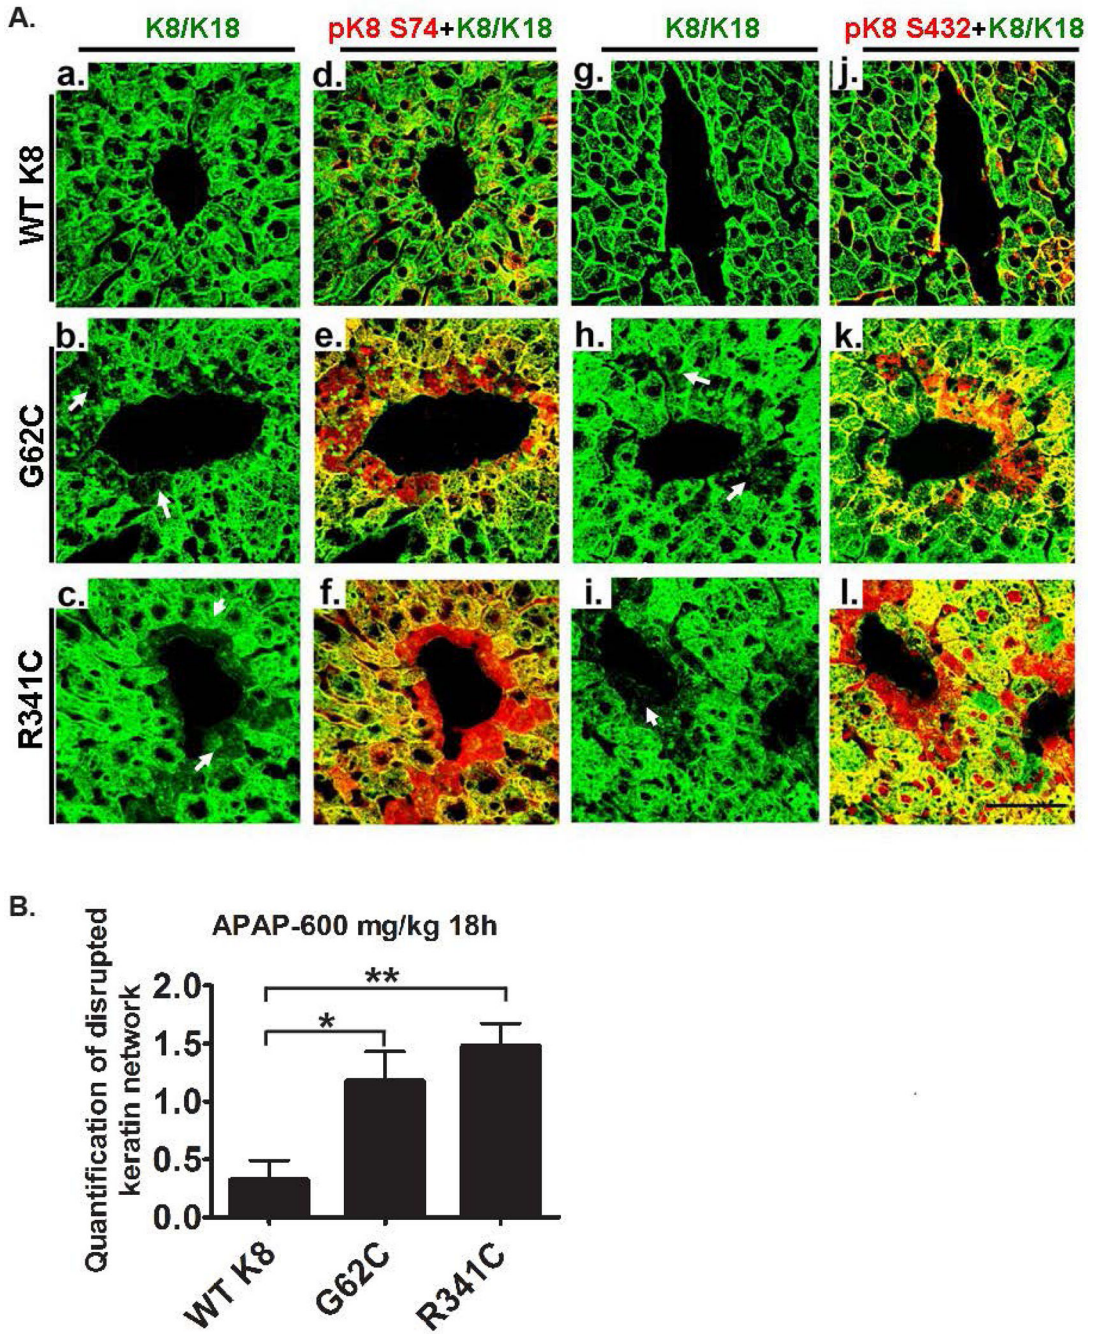 A.
K8/K18 pK8 S74+K8/K18 K8/K18 pK8 S432+K8/K18
a. d. g. j.
WT K8
b. e. h. k.
G62C
c. f. i. l.
R341C
B.
APAP-600 mg/kg 18h
Quantification of disrupted
keratin network
2.0
**
1.5
*
1.0
0.5
0.0
WT K8 G62C R341C